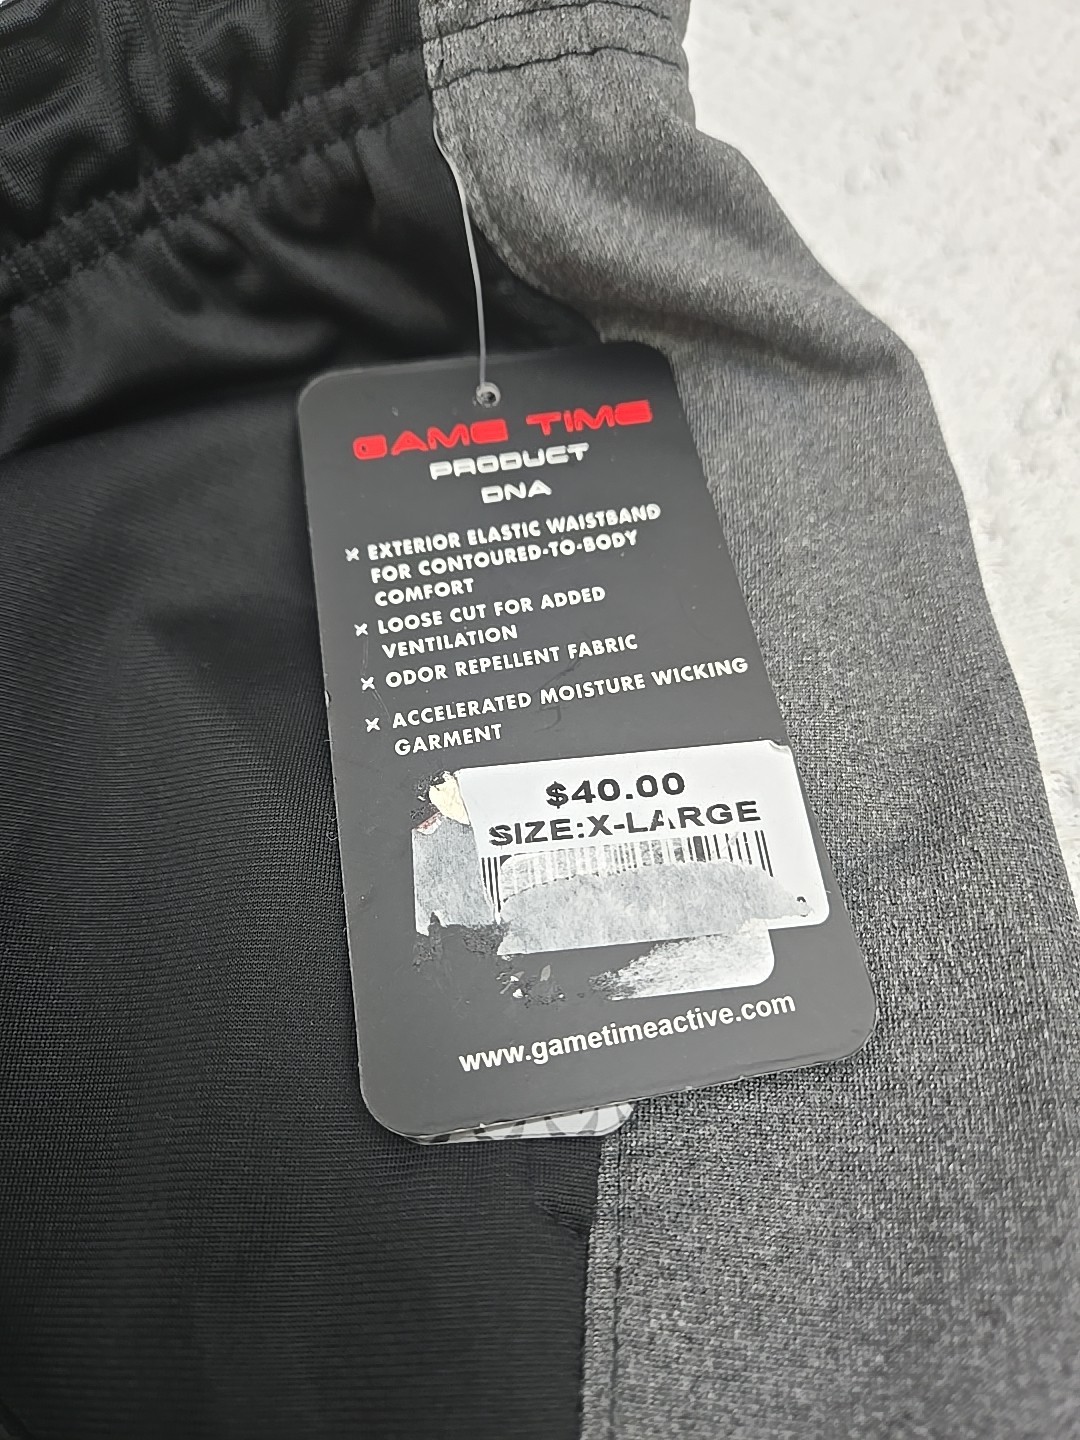 GAME TIME
PRODUCT
DNA
× EXTERIOR ELASTIC WAISTBAND
FOR CONTOURED-TO-BODY
COMFORT
× LOOSE CUT FOR ADDED
VENTILATION
× ODOR REPELLENT FABRIC
× ACCELERATED MOISTURE WICKING
GARMENT
$40.00
SIZE:X-LARGE
www.gametimeactive.com